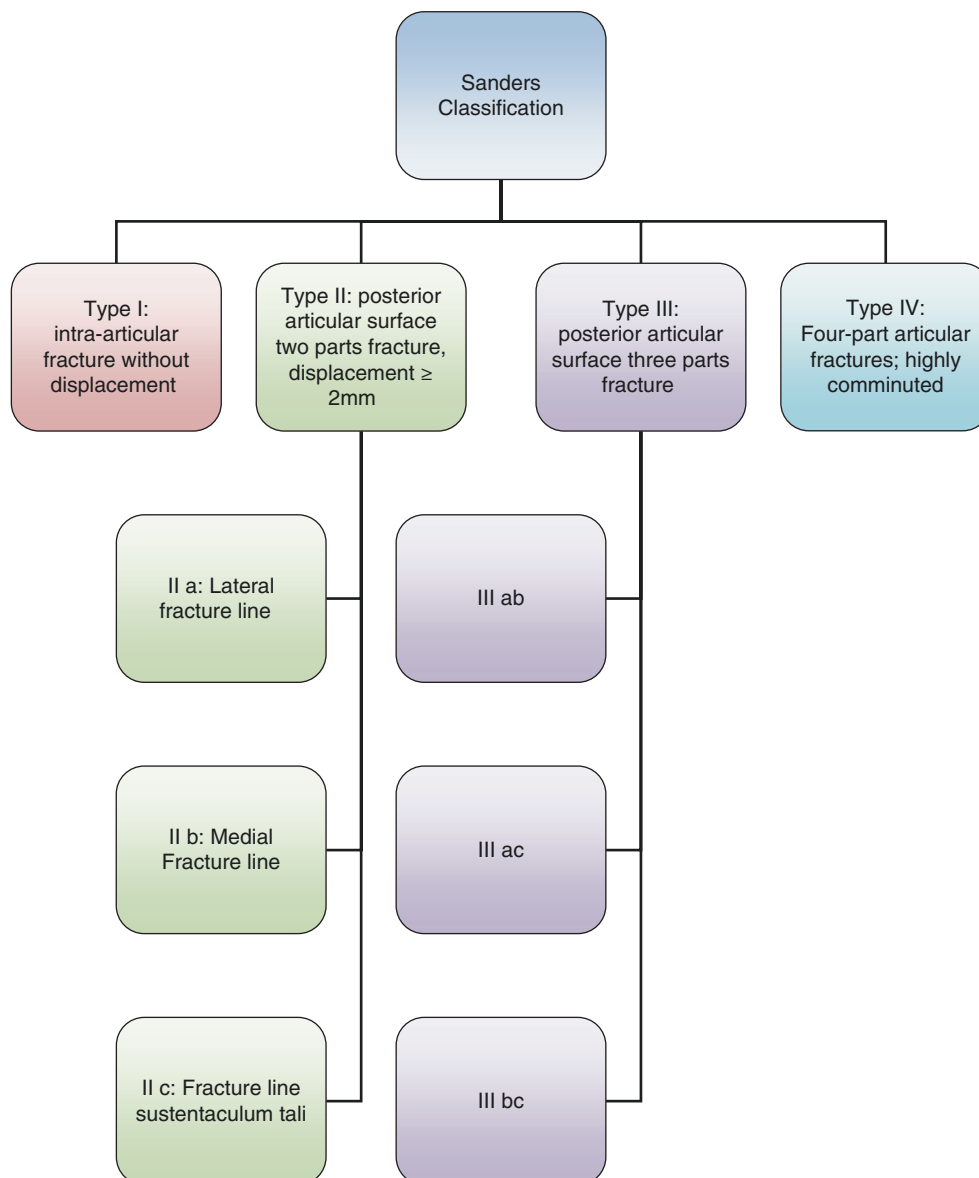 Sanders
Classification
Type I:
intra-articular
fracture without
displacement
Type II: posterior
articular surface
two parts fracture,
displacement ≥
2mm
Type III:
posterior articular
surface three parts
fracture
Type IV:
Four-part articular
fractures; highly
comminuted
II a: Lateral
fracture line
III ab
II b: Medial
Fracture line
III ac
II c: Fracture line
sustentaculum tali
III bc